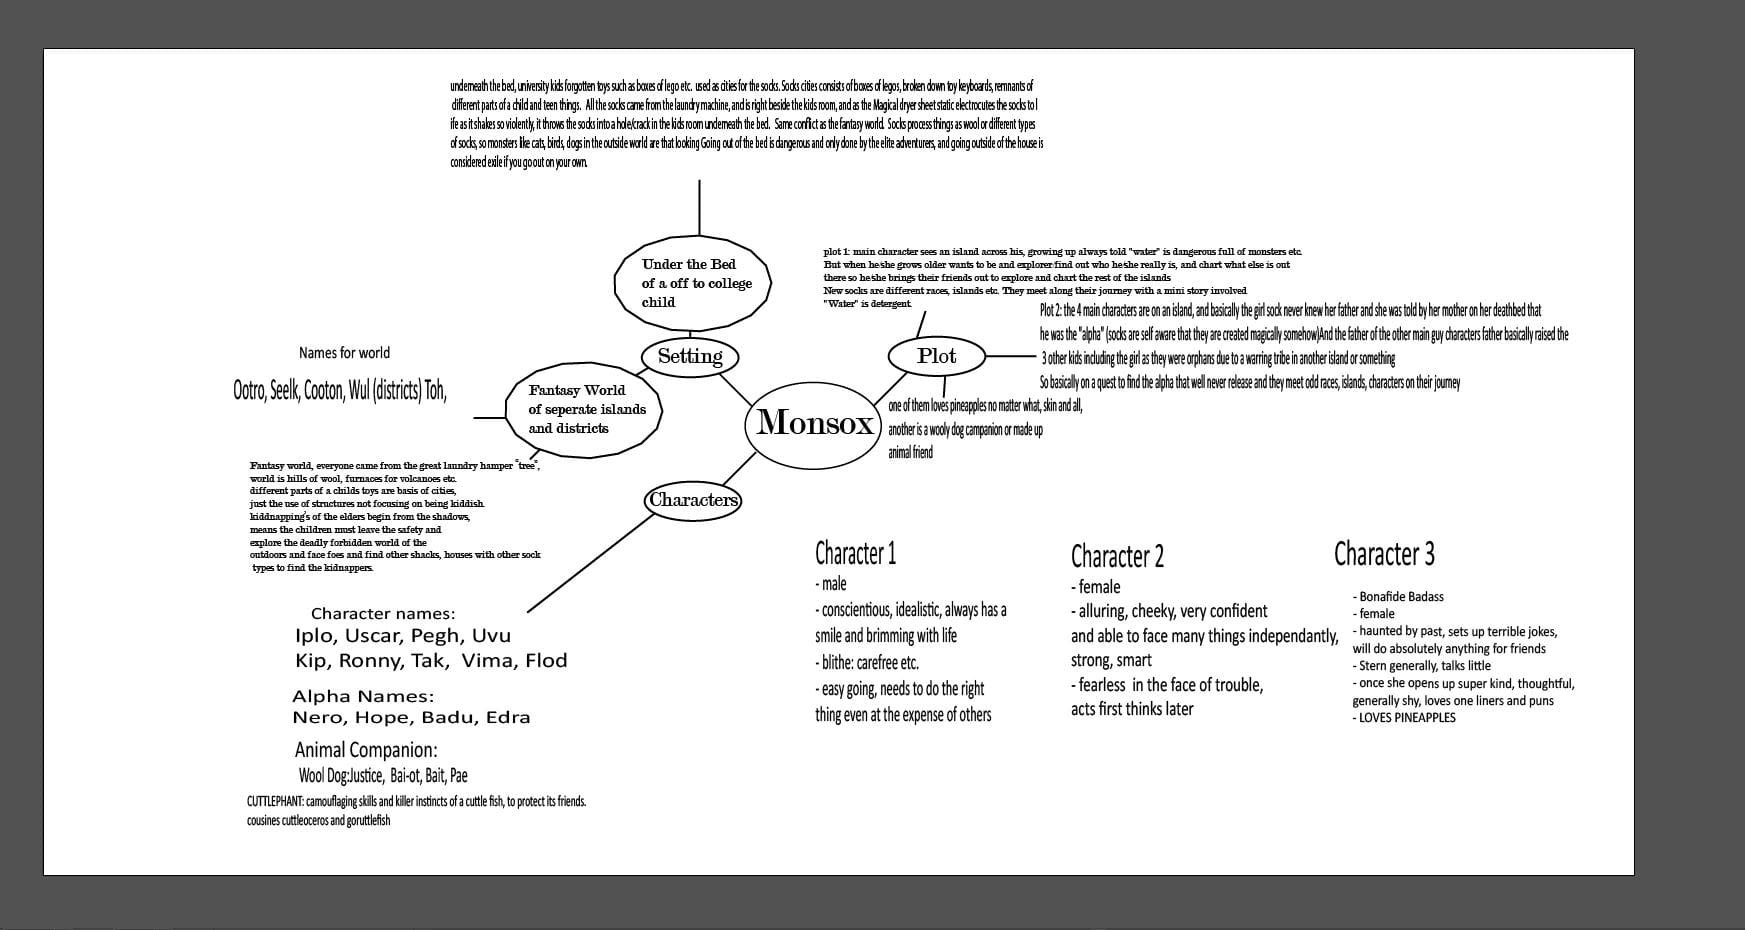 underneath the bed, university kids forgotten toys such as boxes of lego etc. used as cities for the socks. Socks cities consists of boxes of legos, broken down toy keyboards, remnants of
different parts of a child and teen things. All the socks came from the laundry machine, and is right beside the kids room, and as the Magical dryer sheet static electrocutes the socks to l
ife as it shakes so violently, it throws the socks into a hole/crack in the kids room underneath the bed. Same conflict as the fantasy world. Socks process things as wool or different types
of socks, so monsters like cats, birds, dogs in the outside world are that looking Going out of the bed is dangerous and only done by the elite adventurers, and going outside of the house is
considered exile if you go out on your own.
Under the Bed
of a off to college
child
plot 1: main character sees an island across his, growing up always told "water" is dangerous full of monsters etc.
But when he/she grows older wants to be and explorer/find out who he/she really is, and chart what else is out
there so he/she brings their friends out to explore and chart the rest of the islands
New socks are different races, islands etc. They meet along their journey with a mini story involved
"Water" is detergent.
Plot 2: the 4 main characters are on an island, and basically the girl sock never knew her father and she was told by her mother on her deathbed that
he was the "alpha" (socks are self aware that they are created magically somehow)And the father of the other main guy characters father basically raised the
3 other kids including the girl as they were orphans due to a warring tribe in another island or something
So basically on a quest to find the alpha that well never release and they meet odd races, islands, characters on their journey
Setting
Plot
Names for world
Ootro, Seelk, Cooton, Wul (districts) Toh,
Fantasy World
of seperate islands
and districts
Monsox
one of them loves pineapples no matter what, skin and all,
another is a wooly dog campanion or made up
animal friend
Fantasy world, everyone came from the great laundry hamper "tree",
world is hills of wool, furnaces for volcanoes etc.
different parts of a childs toys are basis of cities,
just the use of structures not focusing on being kiddish.
kiddnapping's of the elders begin from the shadows,
means the children must leave the safety and
explore the deadly forbidden world of the
outdoors and face foes and find other shacks, houses with other sock
types to find the kidnappers.
Characters
Character names:
Iplo, Uscar, Pegh, Uvu
Kip, Ronny, Tak, Vima, Flod
Alpha Names:
Nero, Hope, Badu, Edra
Animal Companion:
Wool Dog:Justice, Bai-ot, Bait, Pae
CUTTLEPHANT: camouflaging skills and killer instincts of a cuttle fish, to protect its friends.
cousines cuttleoceros and goruttlefish
Character 1
- male
- conscientious, idealistic, always has a
smile and brimming with life
- blithe: carefree etc.
- easy going, needs to do the right
thing even at the expense of others
Character 2
- female
- alluring, cheeky, very confident
and able to face many things independantly,
strong, smart
- fearless in the face of trouble,
acts first thinks later
Character 3
- Bonafide Badass
- female
- haunted by past, sets up terrible jokes,
will do absolutely anything for friends
- Stern generally, talks little
- once she opens up super kind, thoughtful,
generally shy, loves one liners and puns
- LOVES PINEAPPLES